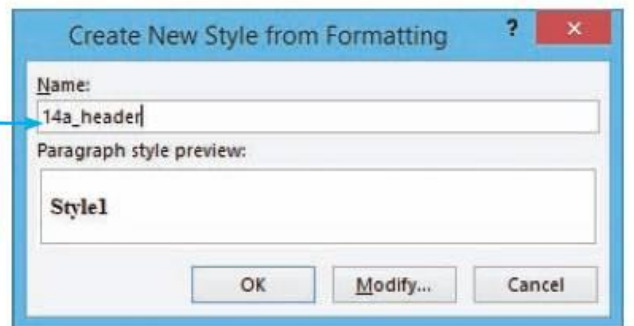 Create New Style from Formatting ? ×
Name:
14a_header
Paragraph style preview:
Style1
OK Modify... Cancel